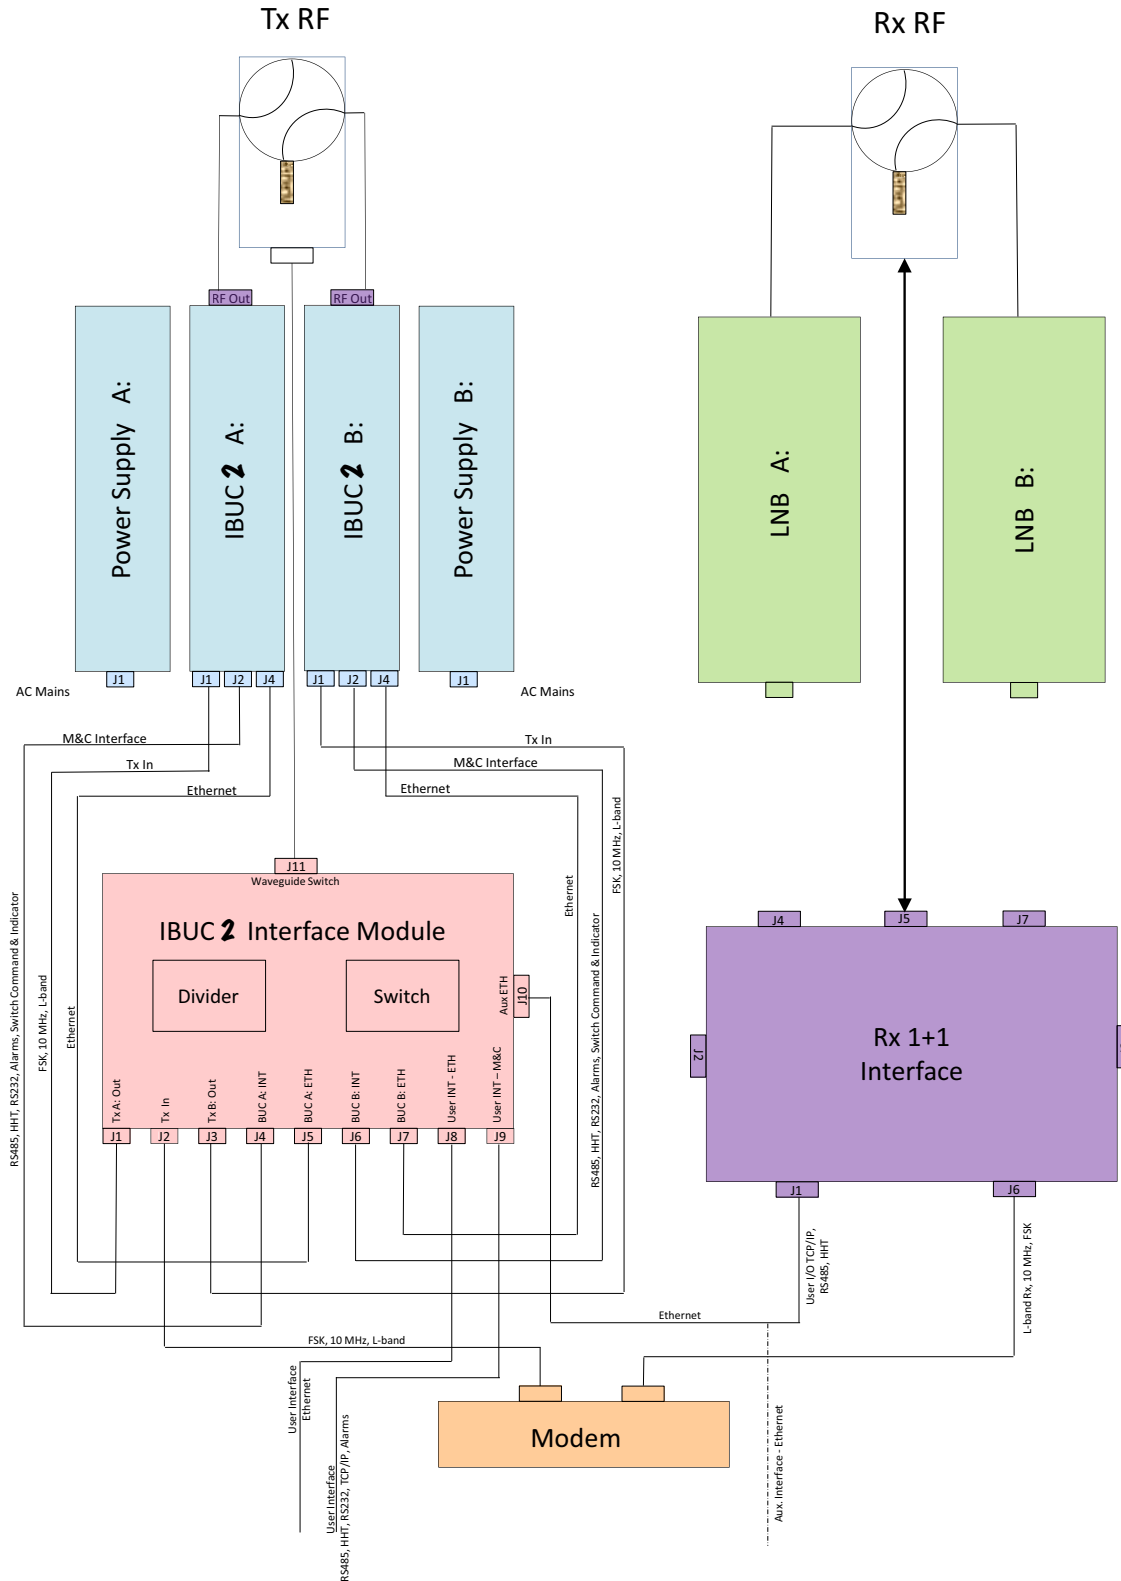 Tx RF
Rx RF
RF Out
RF Out
Power Supply A:
IBUC 2 A:
IBUC 2 B:
Power Supply B:
LNB A:
LNB B:
J1
J1
J2
J4
J1
J2
J4
J1
AC Mains
AC Mains
M&C Interface
Tx In
Tx In
M&C Interface
Ethernet
Ethernet
RS485, HHT, RS232, Alarms, Switch Command & Indicator
FSK, 10 MHz, L-band
Ethernet
Ethernet
RS485, HHT, RS232, Alarms, Switch Command & Indicator
FSK, 10 MHz, L-band
J11
Waveguide Switch
IBUC 2 Interface Module
Divider
Switch
Aux ETH
J10
Tx A: Out
Tx In
Tx B: Out
BUC A: INT
BUC A: ETH
BUC B: INT
BUC B: ETH
User INT - ETH
User INT – M&C
J1
J2
J3
J4
J5
J6
J7
J8
J9
J4
J5
J7
J2
Rx 1+1
Interface
J1
J6
User I/O TCP/IP,
RS485, HHT
L-band Rx, 10 MHz, FSK
Ethernet
FSK, 10 MHz, L-band
User Interface
Ethernet
User Interface
RS485, HHT, RS232, TCP/IP, Alarms
Modem
Aux. Interface - Ethernet